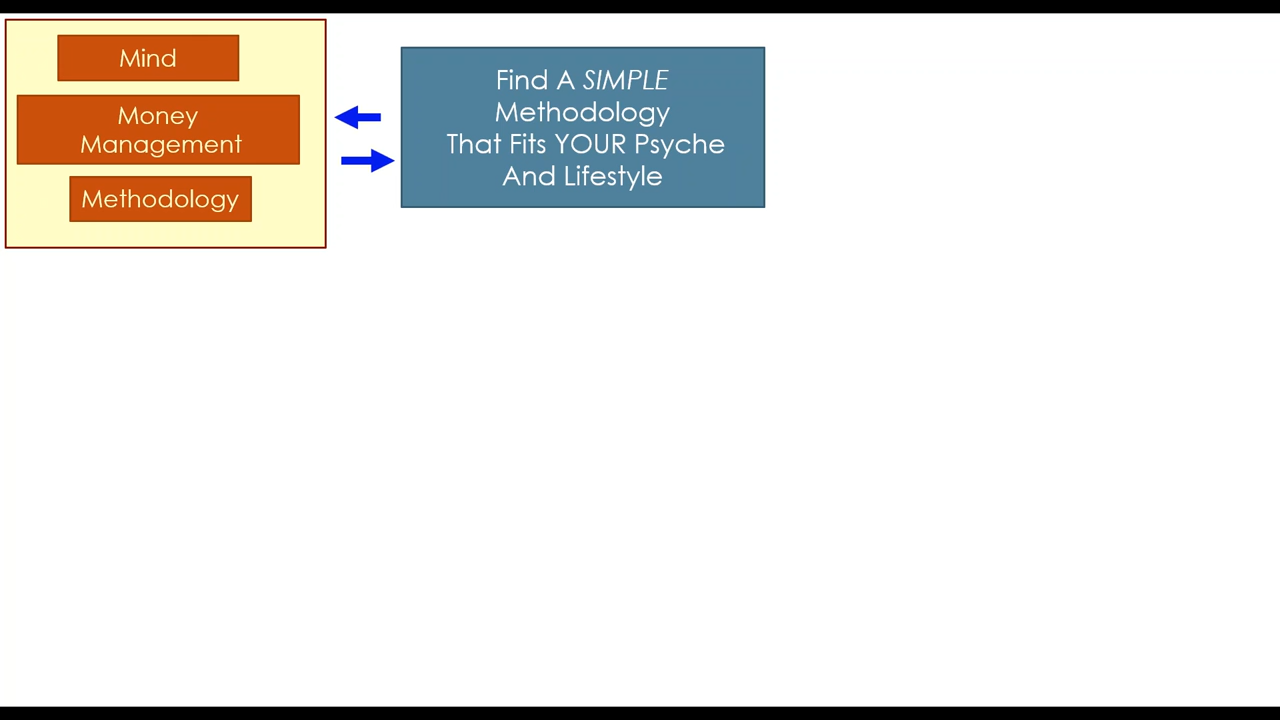 Mind
Money
Management
Methodology
Find A SIMPLE
Methodology
That Fits YOUR Psyche
And Lifestyle